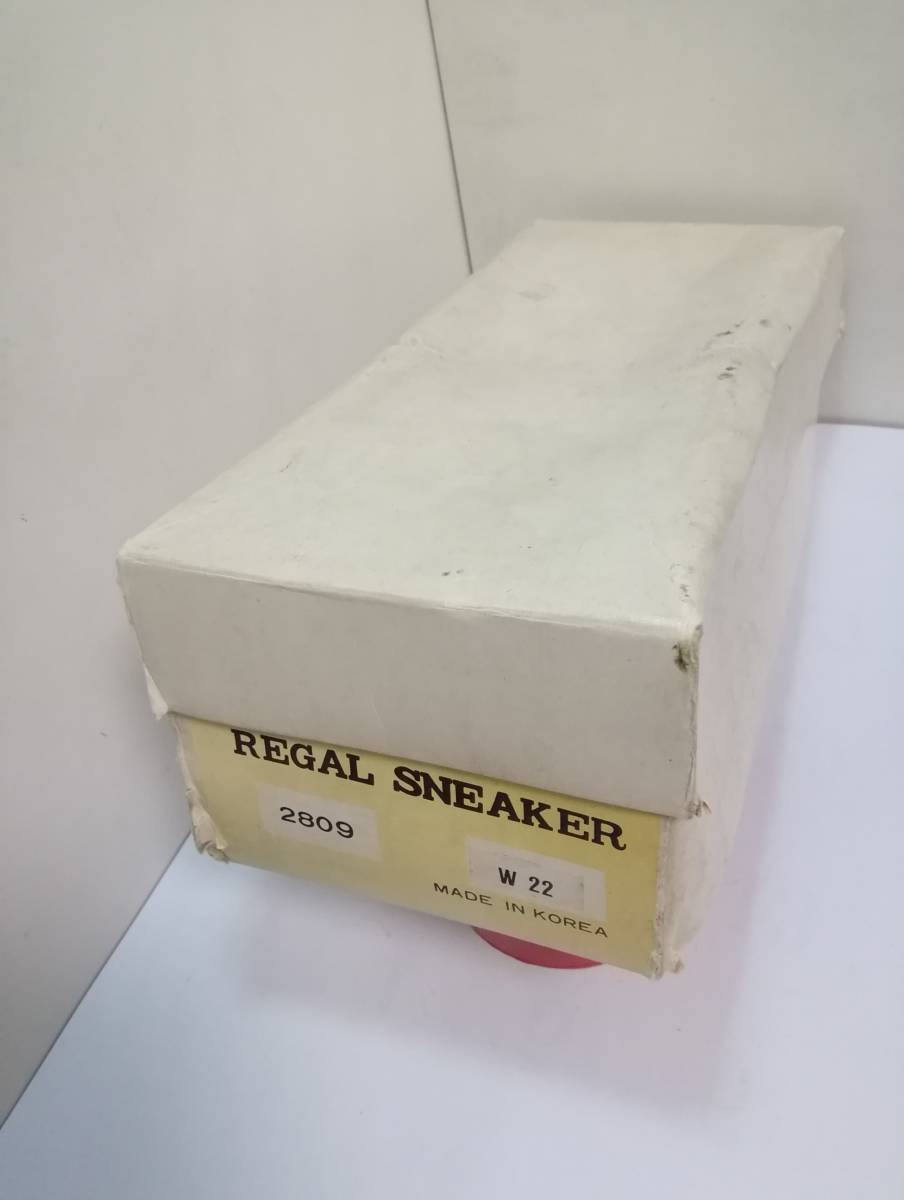 REGAL SNEAKER
2809
W 22
MADE IN KOREA